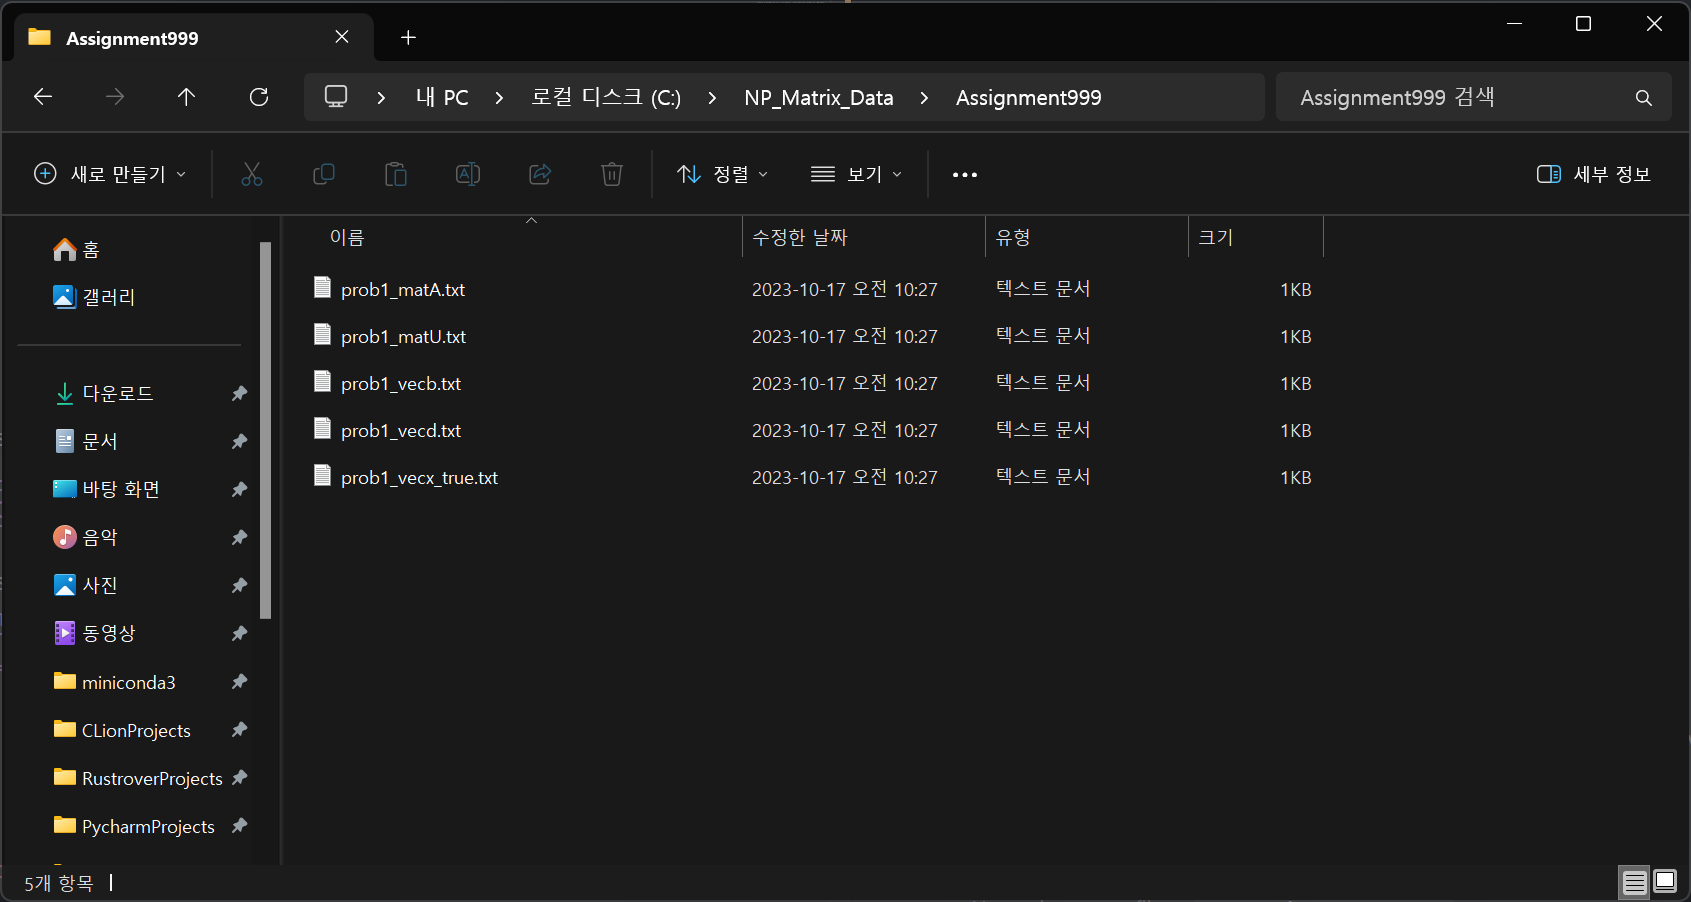 Assignment999
내 PC > 로컬 디스크 (C:) > NP_Matrix_Data > Assignment999
Assignment999 검색
새로 만들기
정렬
보기
세부 정보
홈
갤러리
다운로드
문서
바탕 화면
음악
사진
동영상
miniconda3
CLionProjects
RustroverProjects
PycharmProjects
이름 수정한 날짜 유형 크기
prob1_matA.txt 2023-10-17 오전 10:27 텍스트 문서 1KB
prob1_matU.txt 2023-10-17 오전 10:27 텍스트 문서 1KB
prob1_vecb.txt 2023-10-17 오전 10:27 텍스트 문서 1KB
prob1_vecd.txt 2023-10-17 오전 10:27 텍스트 문서 1KB
prob1_vecx_true.txt 2023-10-17 오전 10:27 텍스트 문서 1KB
5개 항목